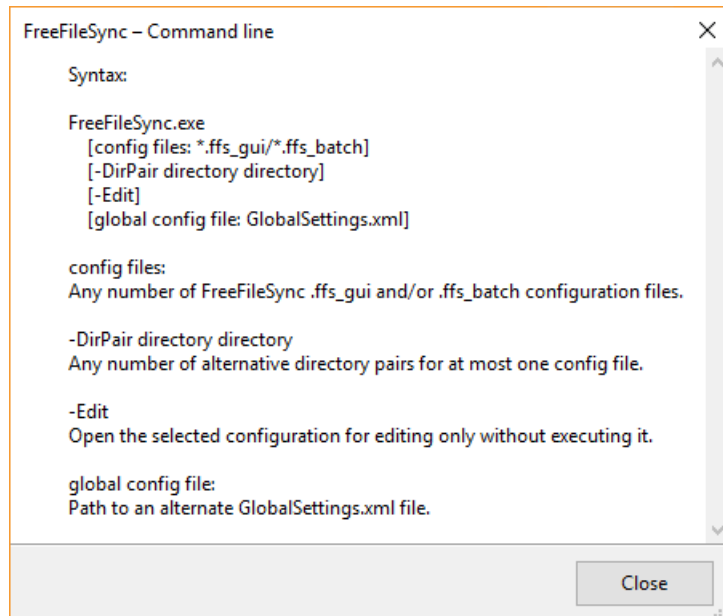 FreeFileSync – Command line
Syntax:
FreeFileSync.exe
[config files: *.ffs_gui/*.ffs_batch]
[-DirPair directory directory]
[-Edit]
[global config file: GlobalSettings.xml]
config files:
Any number of FreeFileSync .ffs_gui and/or .ffs_batch configuration files.
-DirPair directory directory
Any number of alternative directory pairs for at most one config file.
-Edit
Open the selected configuration for editing only without executing it.
global config file:
Path to an alternate GlobalSettings.xml file.
Close